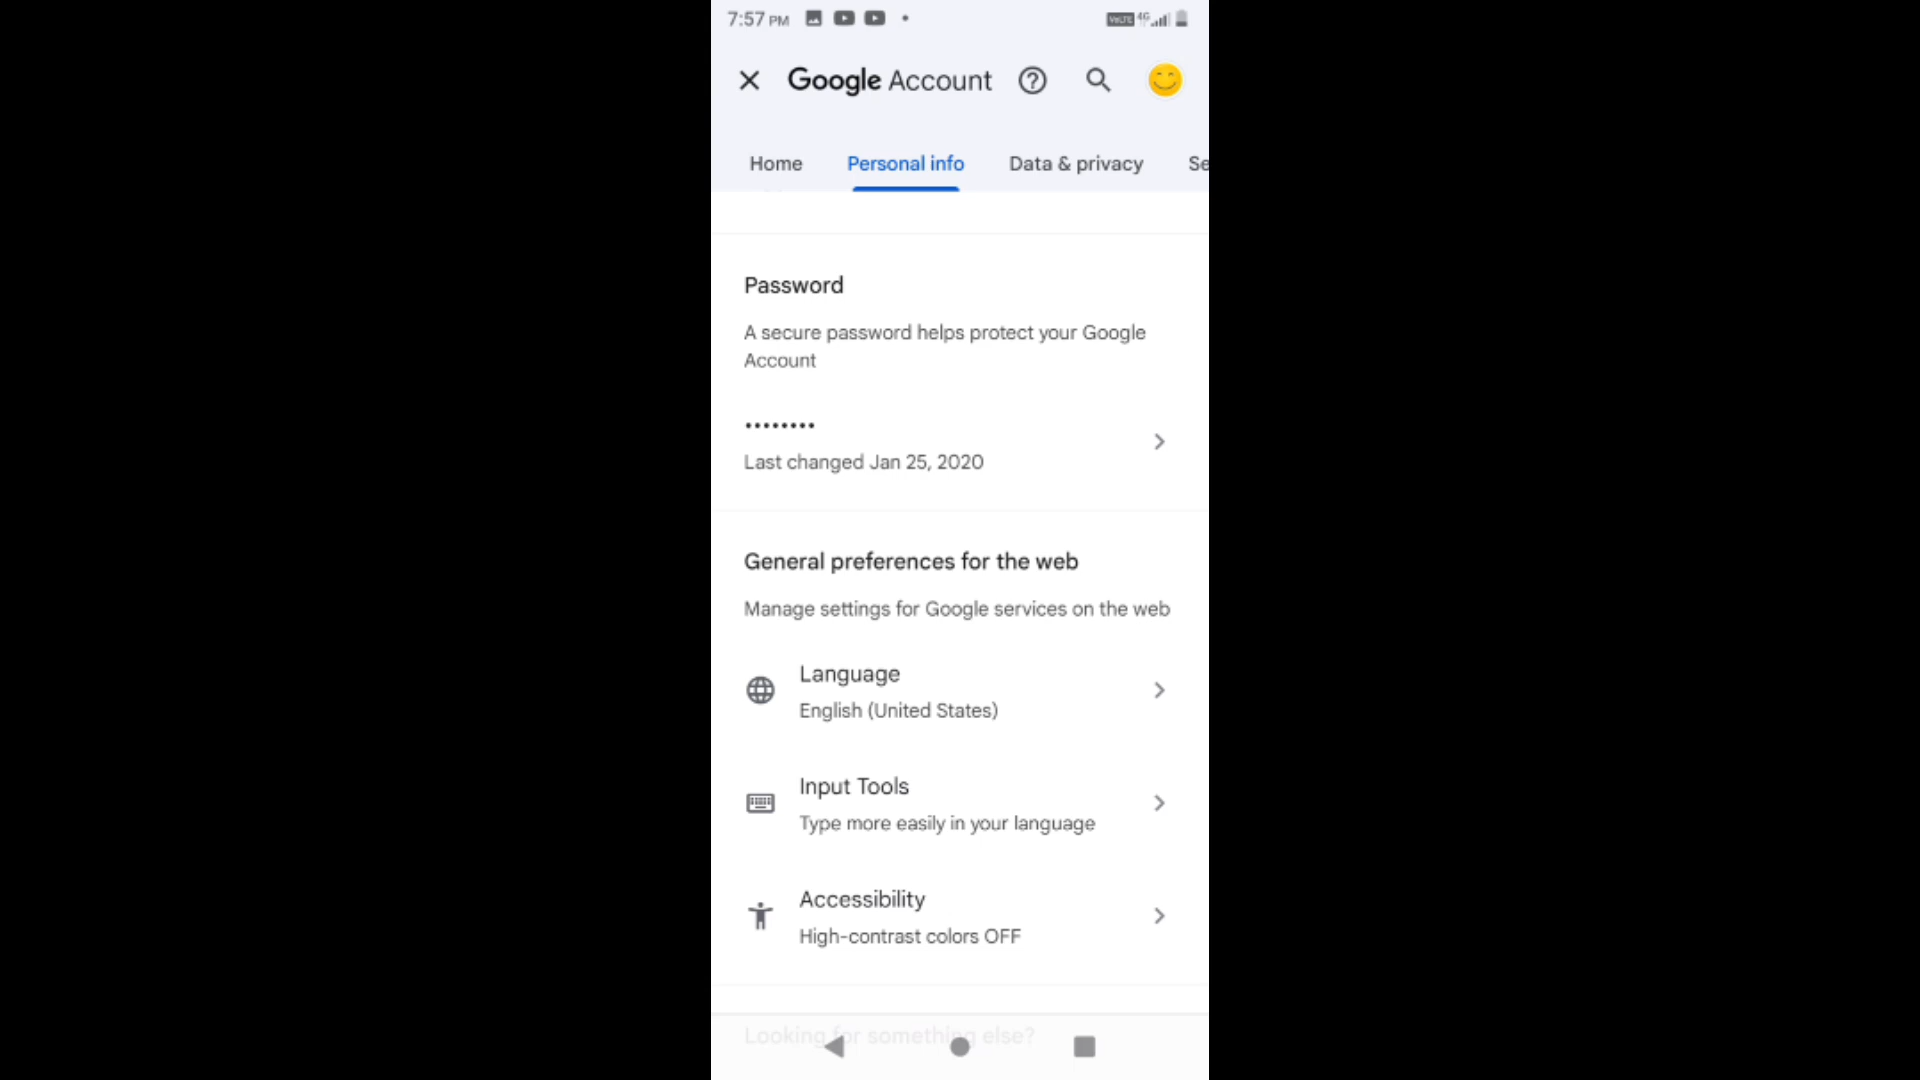 7:57 PM
VoLTE 4G
Google Account
Home Personal info Data & privacy Se
Password
A secure password helps protect your Google
Account
••••••••
Last changed Jan 25, 2020
General preferences for the web
Manage settings for Google services on the web
Language
English (United States)
Input Tools
Type more easily in your language
Accessibility
High-contrast colors OFF
Looking for something else?